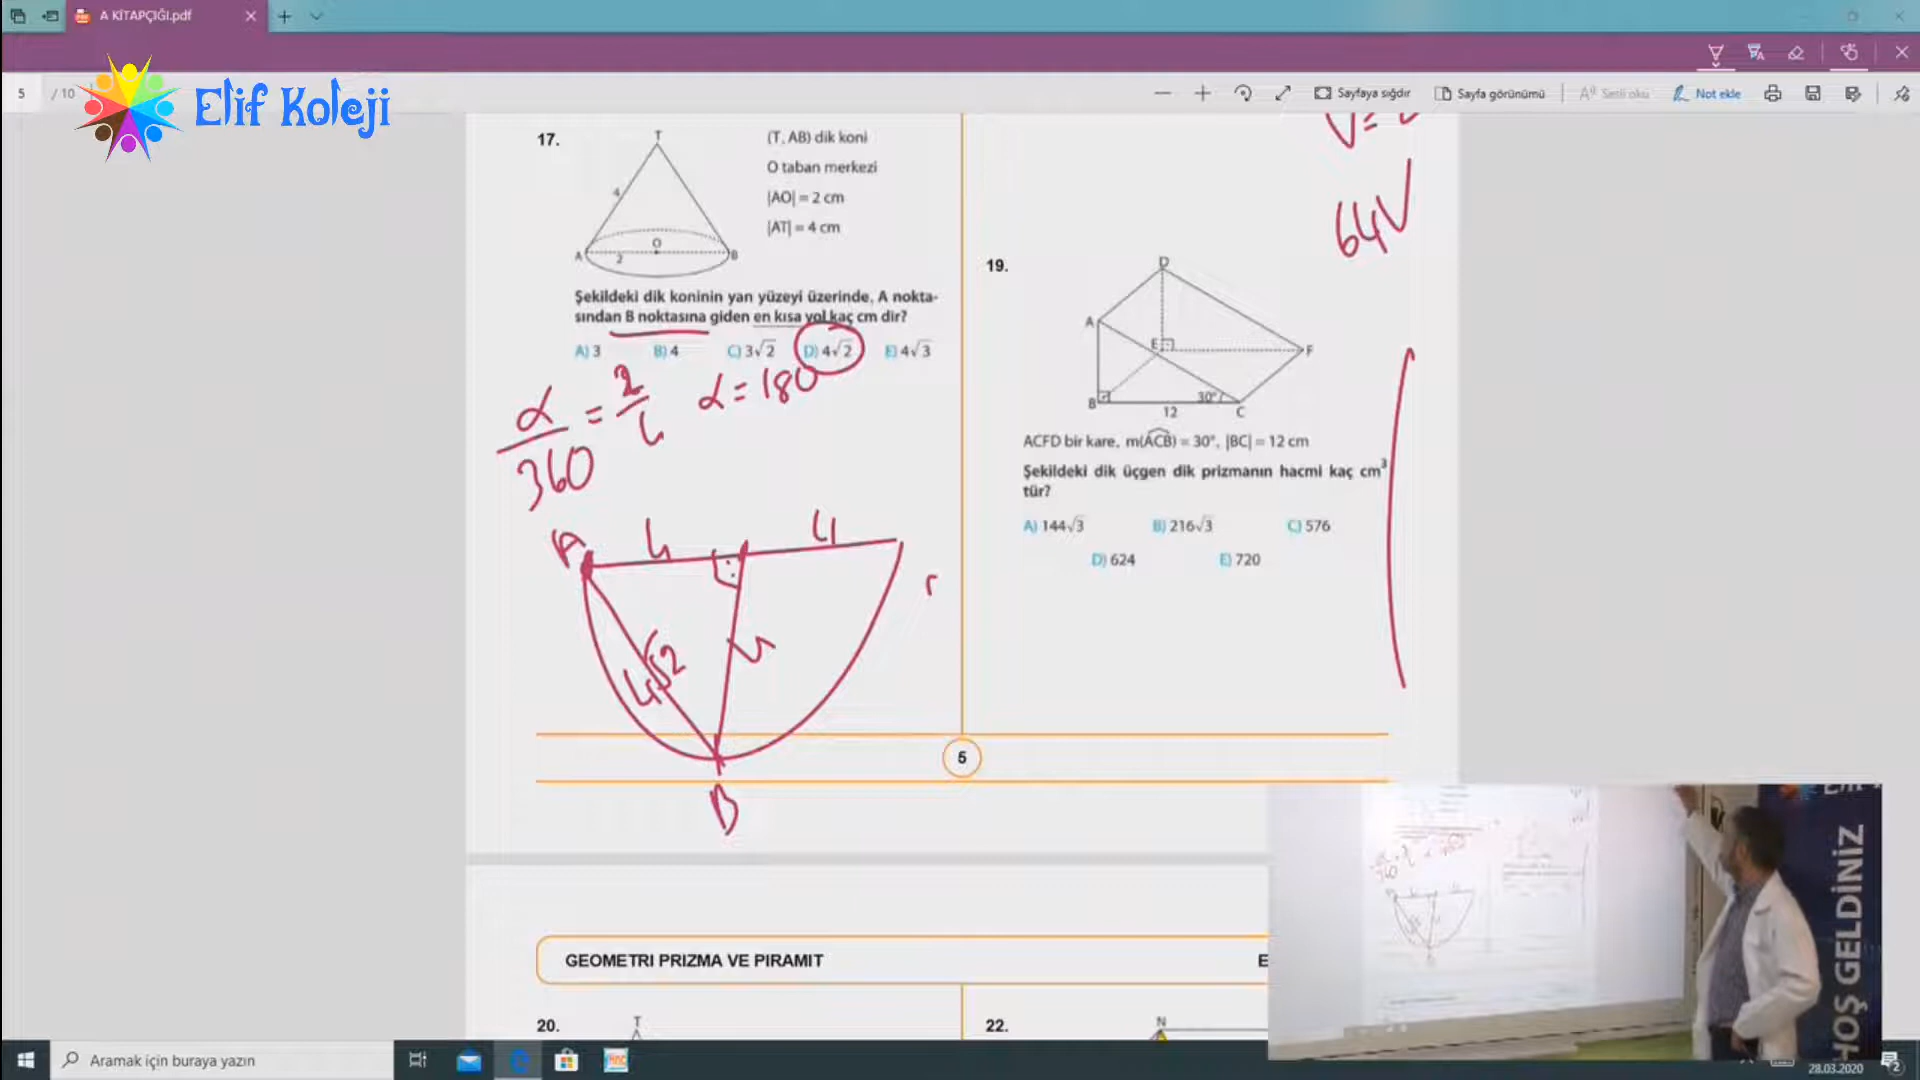 A KİTAPÇIĞI.pdf
5 / 10
Elif Koleji
Sayfaya sığdır
Sayfa görünümü
Sesli oku
Not ekle
17.
T
4
A
2
O
B
(T, AB) dik koni
O taban merkezi
|AO| = 2 cm
|AT| = 4 cm
Şekildeki dik koninin yan yüzeyi üzerinde, A nokta-
sından B noktasına giden en kısa yol kaç cm dir?
A) 3 B) 4 C) 3√2 D) 4√2 E) 4√3
α/360 = 2/4 α = 180
A
4
4
4
4√2
B
V=
64V
19.
D
A
E
F
B
30°
12
C
ACFD bir kare, m(ACB) = 30°, |BC| = 12 cm
Şekildeki dik üçgen dik prizmanın hacmi kaç cm³
tür?
A) 144√3 B) 216√3 C) 576
D) 624 E) 720
5
GEOMETRİ PRİZMA VE PİRAMİT
E
20.
T
22.
N
HOŞ GELDİNİZ
Aramak için buraya yazın
28.03.2020
2